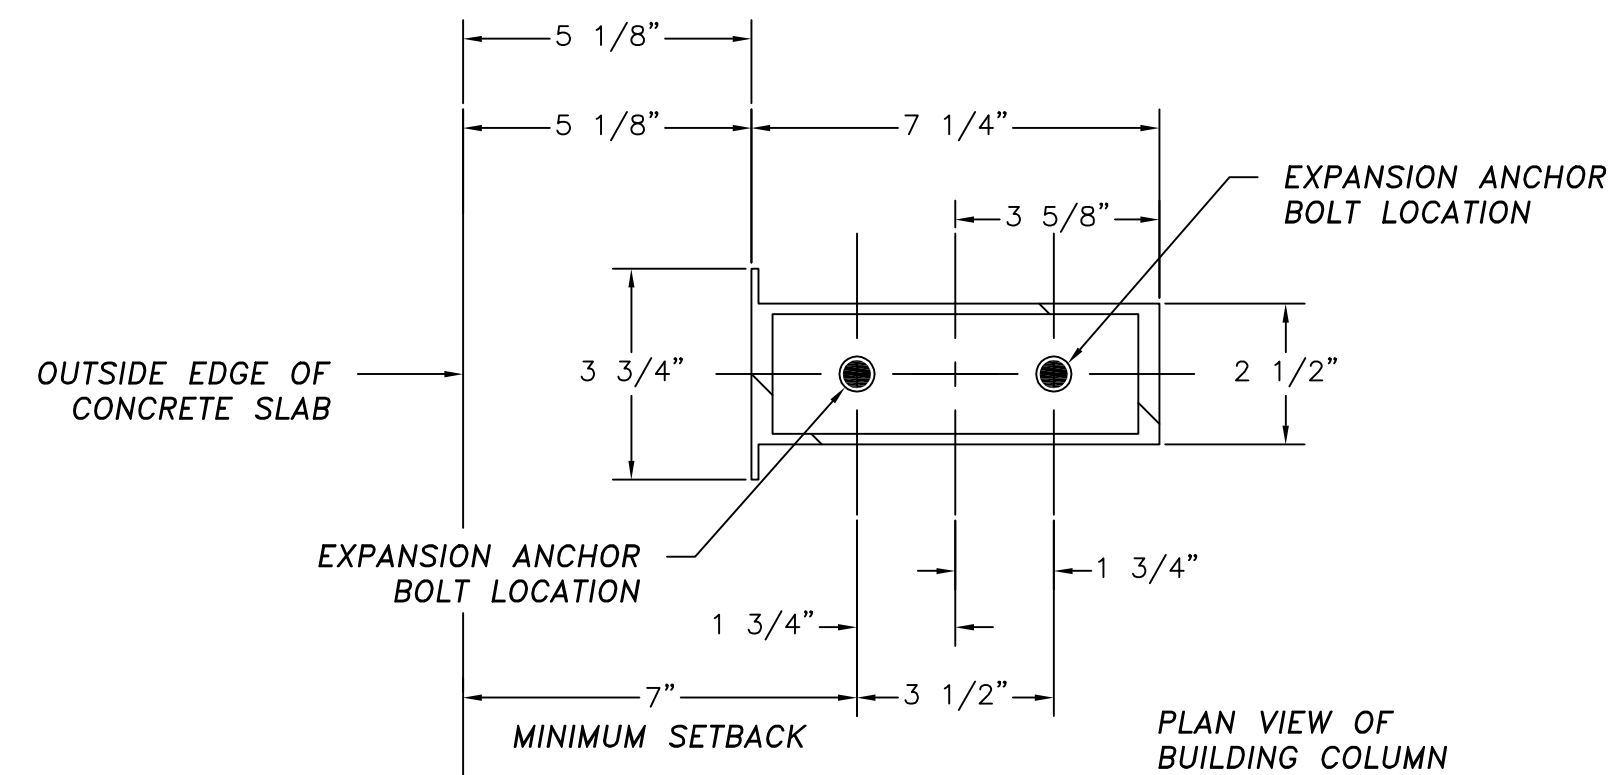 5 1/8”
5 1/8”
7 1/4”
EXPANSION ANCHOR
BOLT LOCATION
3 5/8”
OUTSIDE EDGE OF
CONCRETE SLAB
3 3/4”
2 1/2”
EXPANSION ANCHOR
BOLT LOCATION
1 3/4”
1 3/4”
7”
3 1/2”
MINIMUM SETBACK
PLAN VIEW OF
BUILDING COLUMN